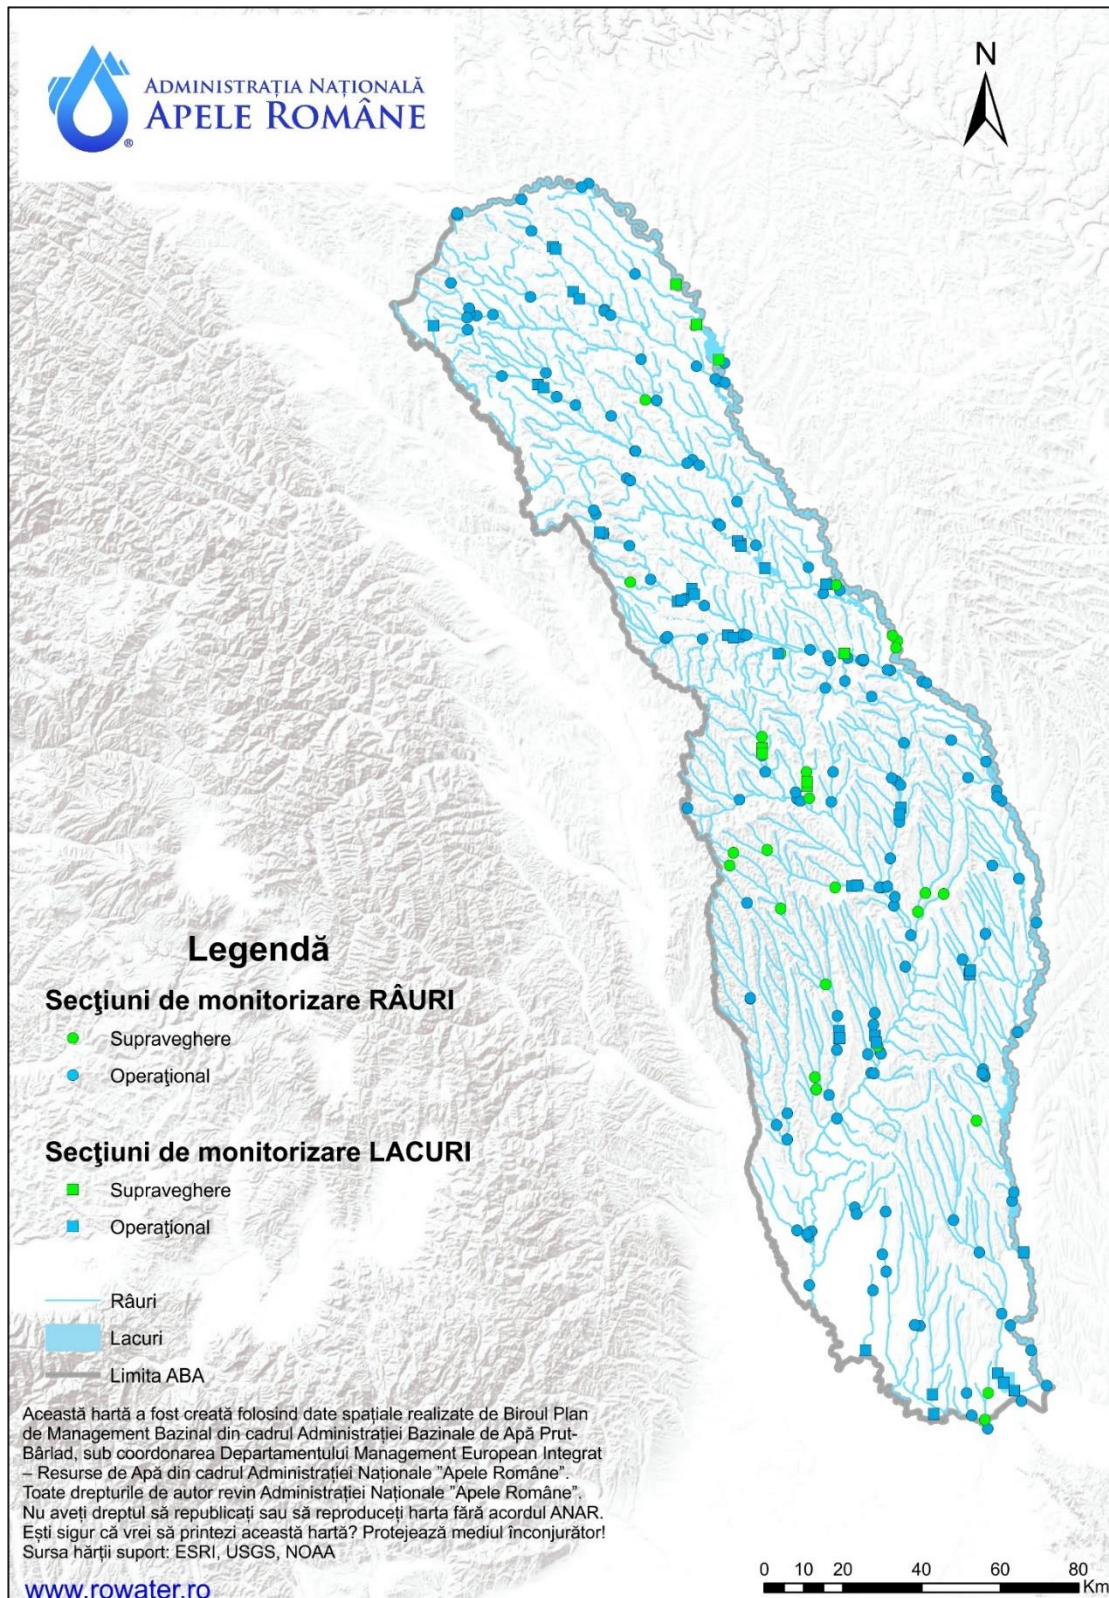 ADMINISTRAȚIA NAȚIONALĂ
APELE ROMÂNE
®
N
Legendă
Secţiuni de monitorizare RÂURI
Supraveghere
Operaţional
Secţiuni de monitorizare LACURI
Supraveghere
Operaţional
Râuri
Lacuri
Limita ABA
Această hartă a fost creată folosind date spațiale realizate de Biroul Plan
de Management Bazinal din cadrul Administrației Bazinale de Apă Prut-
Bârlad, sub coordonarea Departamentului Management European Integrat
– Resurse de Apă din cadrul Administrației Naționale "Apele Române".
Toate drepturile de autor revin Administrației Naționale "Apele Române".
Nu aveți dreptul să republicați sau să reproduceți harta fără acordul ANAR.
Ești sigur că vrei să printezi această hartă? Protejează mediul înconjurător!
Sursa hărții suport: ESRI, USGS, NOAA
www.rowater.ro
0 10 20 40 60 80
Km